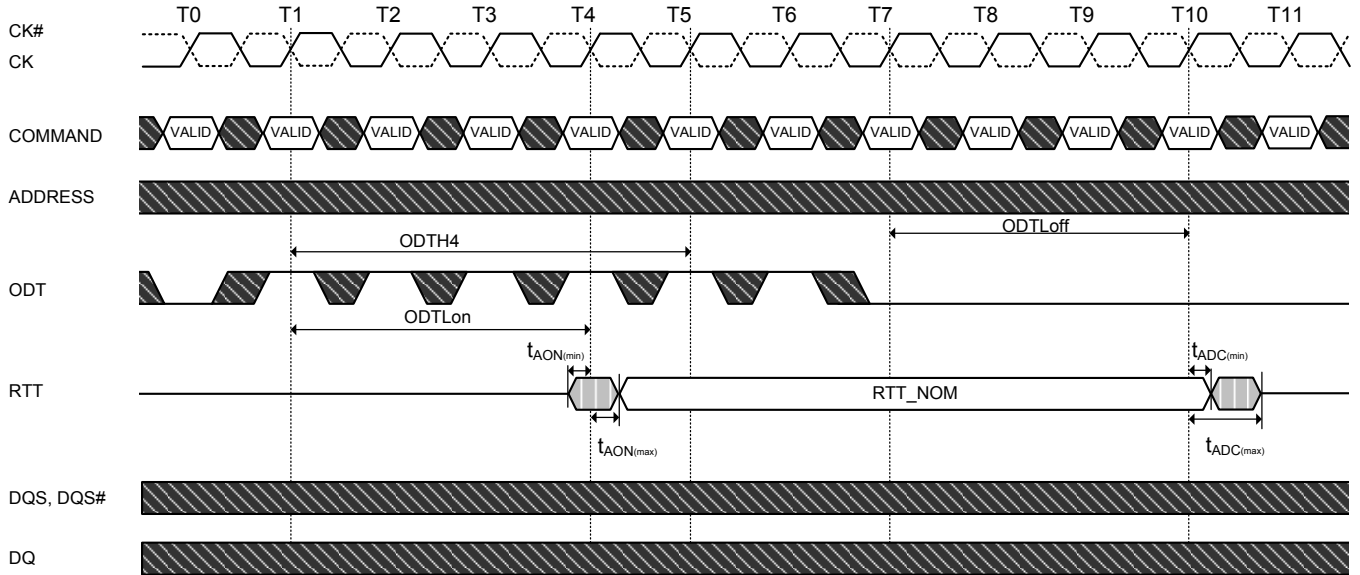 T0 T1 T2 T3 T4 T5 T6 T7 T8 T9 T10 T11
CK#
CK
COMMAND VALID VALID VALID VALID VALID VALID VALID VALID VALID VALID VALID VALID
ADDRESS
ODTLoff
ODTH4
ODT
ODTLon
tAON(min) tADC(min)
RTT RTT_NOM
tAON(max) tADC(max)
DQS, DQS#
DQ